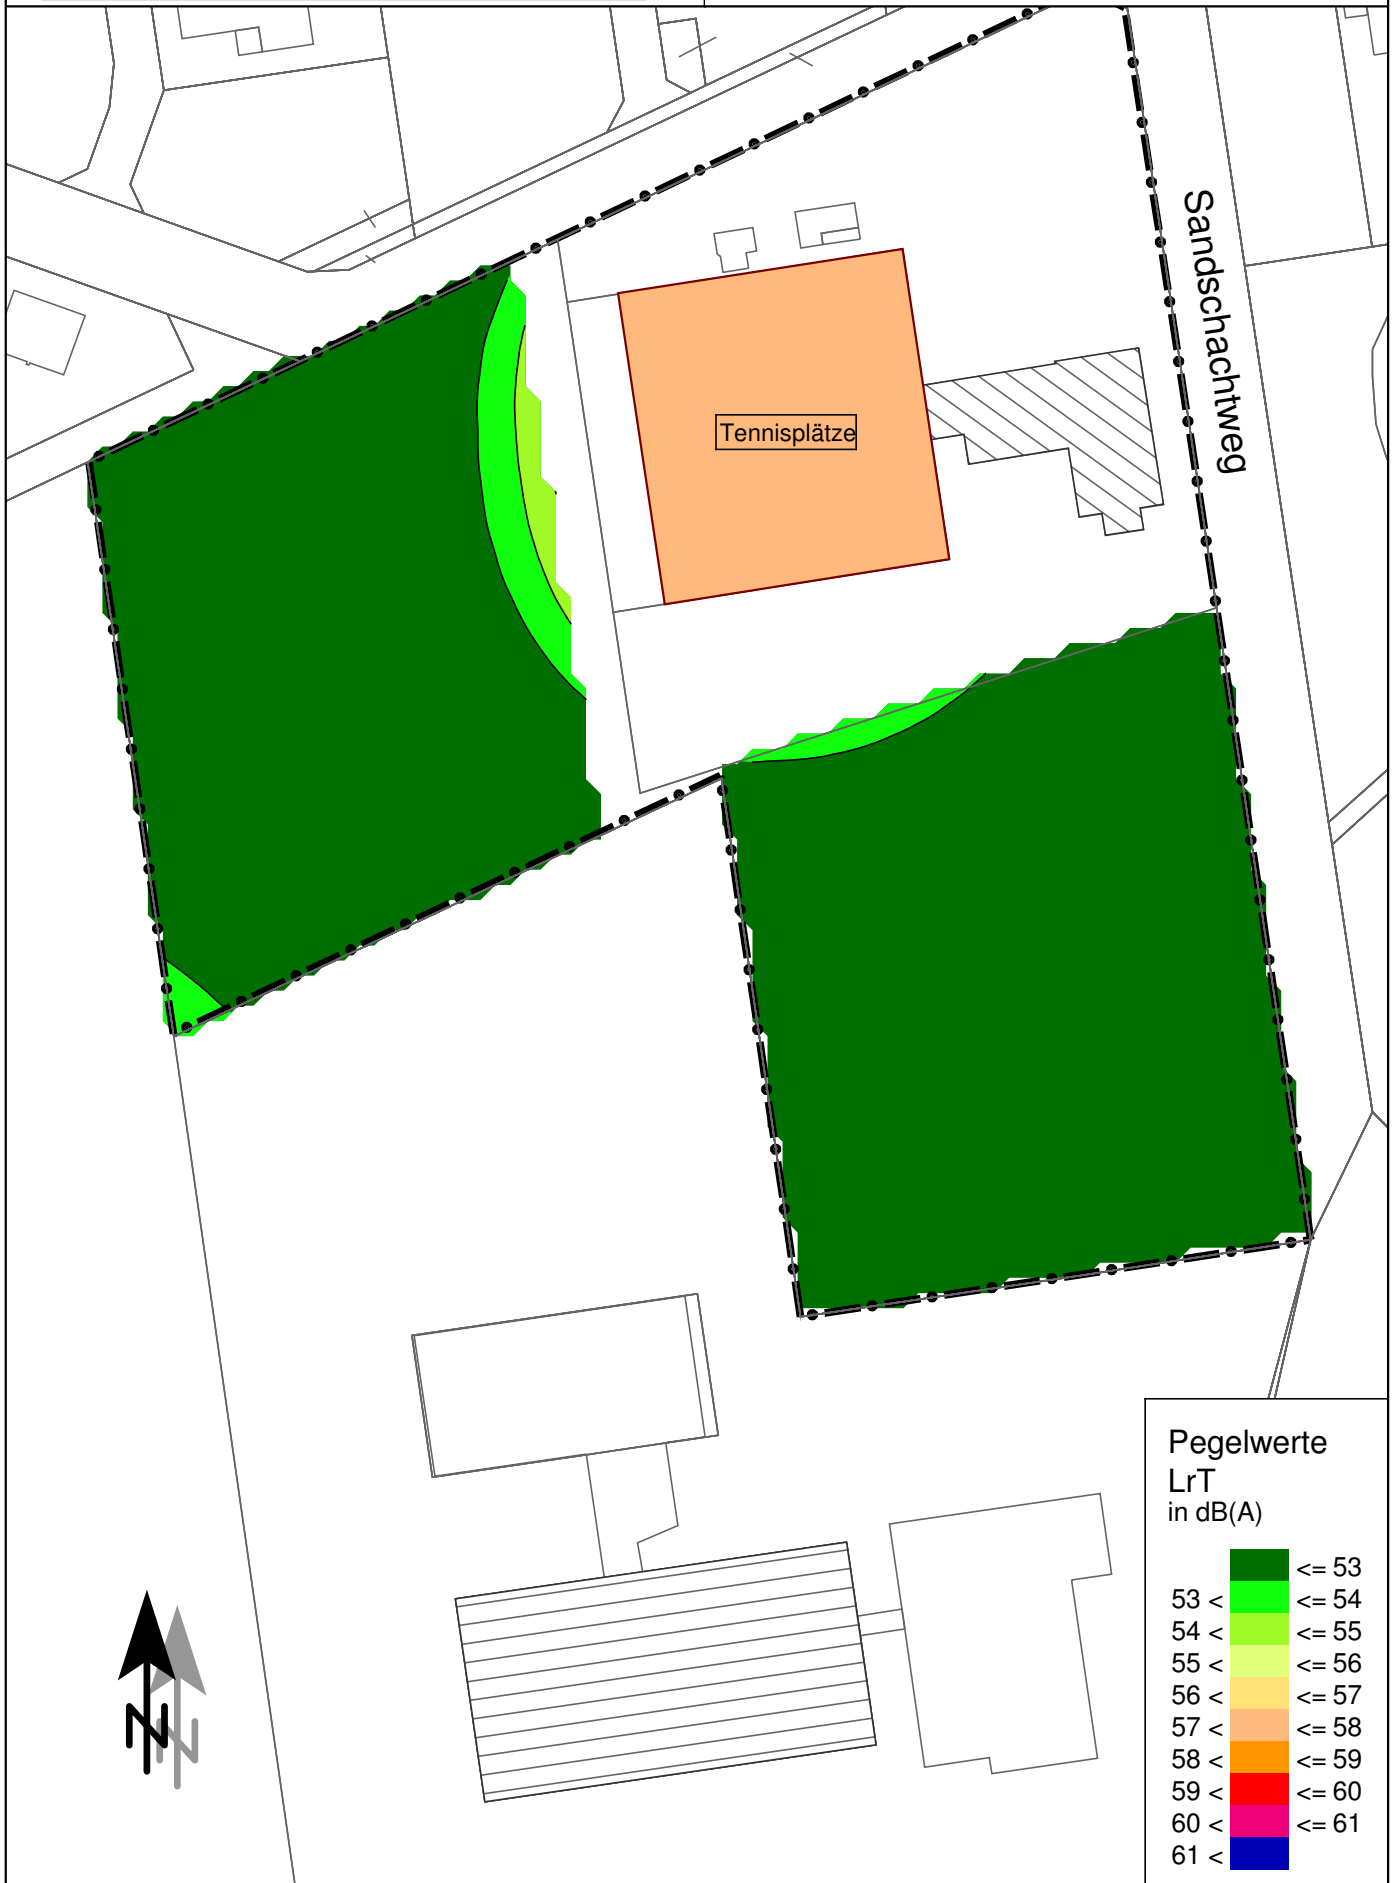 Sandschachtweg
Tennisplätze
Pegelwerte
LrT
in dB(A)
<= 53
53 < <= 54
54 < <= 55
55 < <= 56
56 < <= 57
57 < <= 58
58 < <= 59
59 < <= 60
60 < <= 61
61 <
N